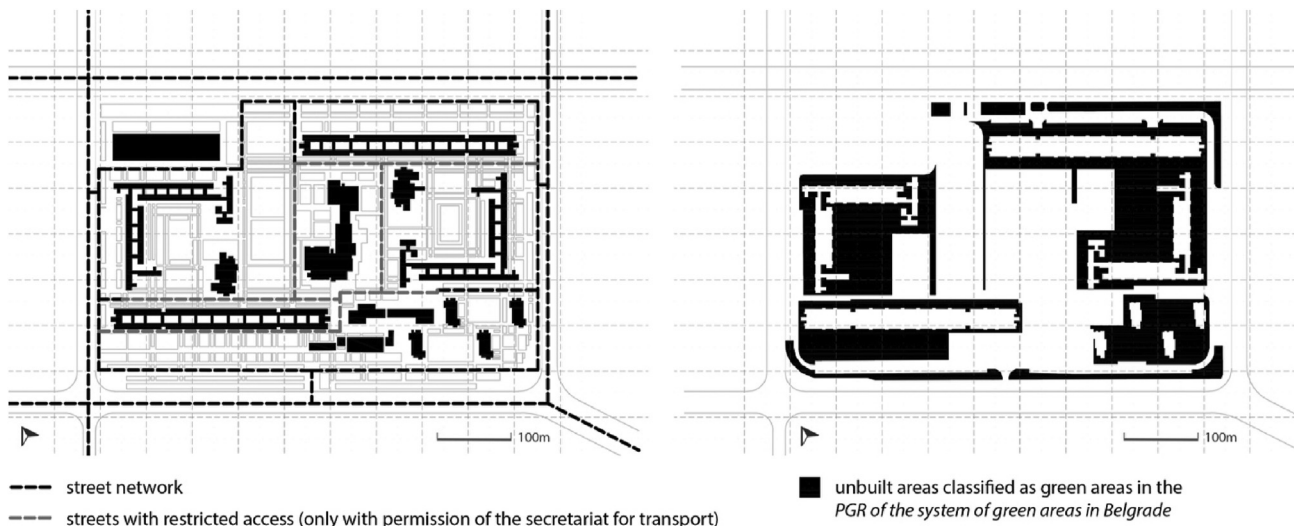 100m
100m
street network
streets with restricted access (only with permission of the secretariat for transport)
unbuilt areas classified as green areas in the
PGR of the system of green areas in Belgrade